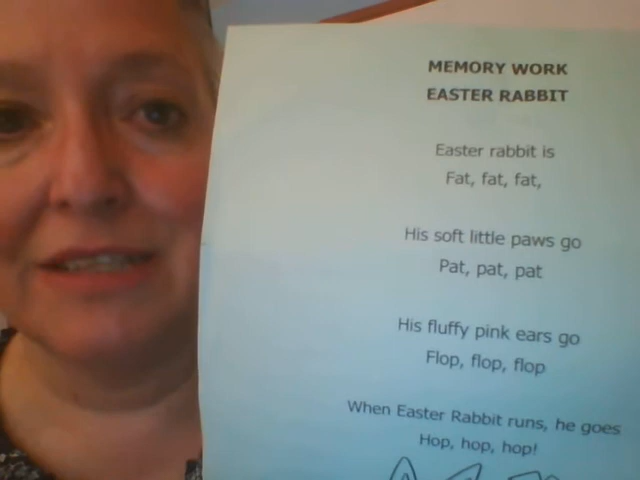 MEMORY WORK
EASTER RABBIT
Easter rabbit is
Fat, fat, fat,
His soft little paws go
Pat, pat, pat
His fluffy pink ears go
Flop, flop, flop
When Easter Rabbit runs, he goes
Hop, hop, hop!